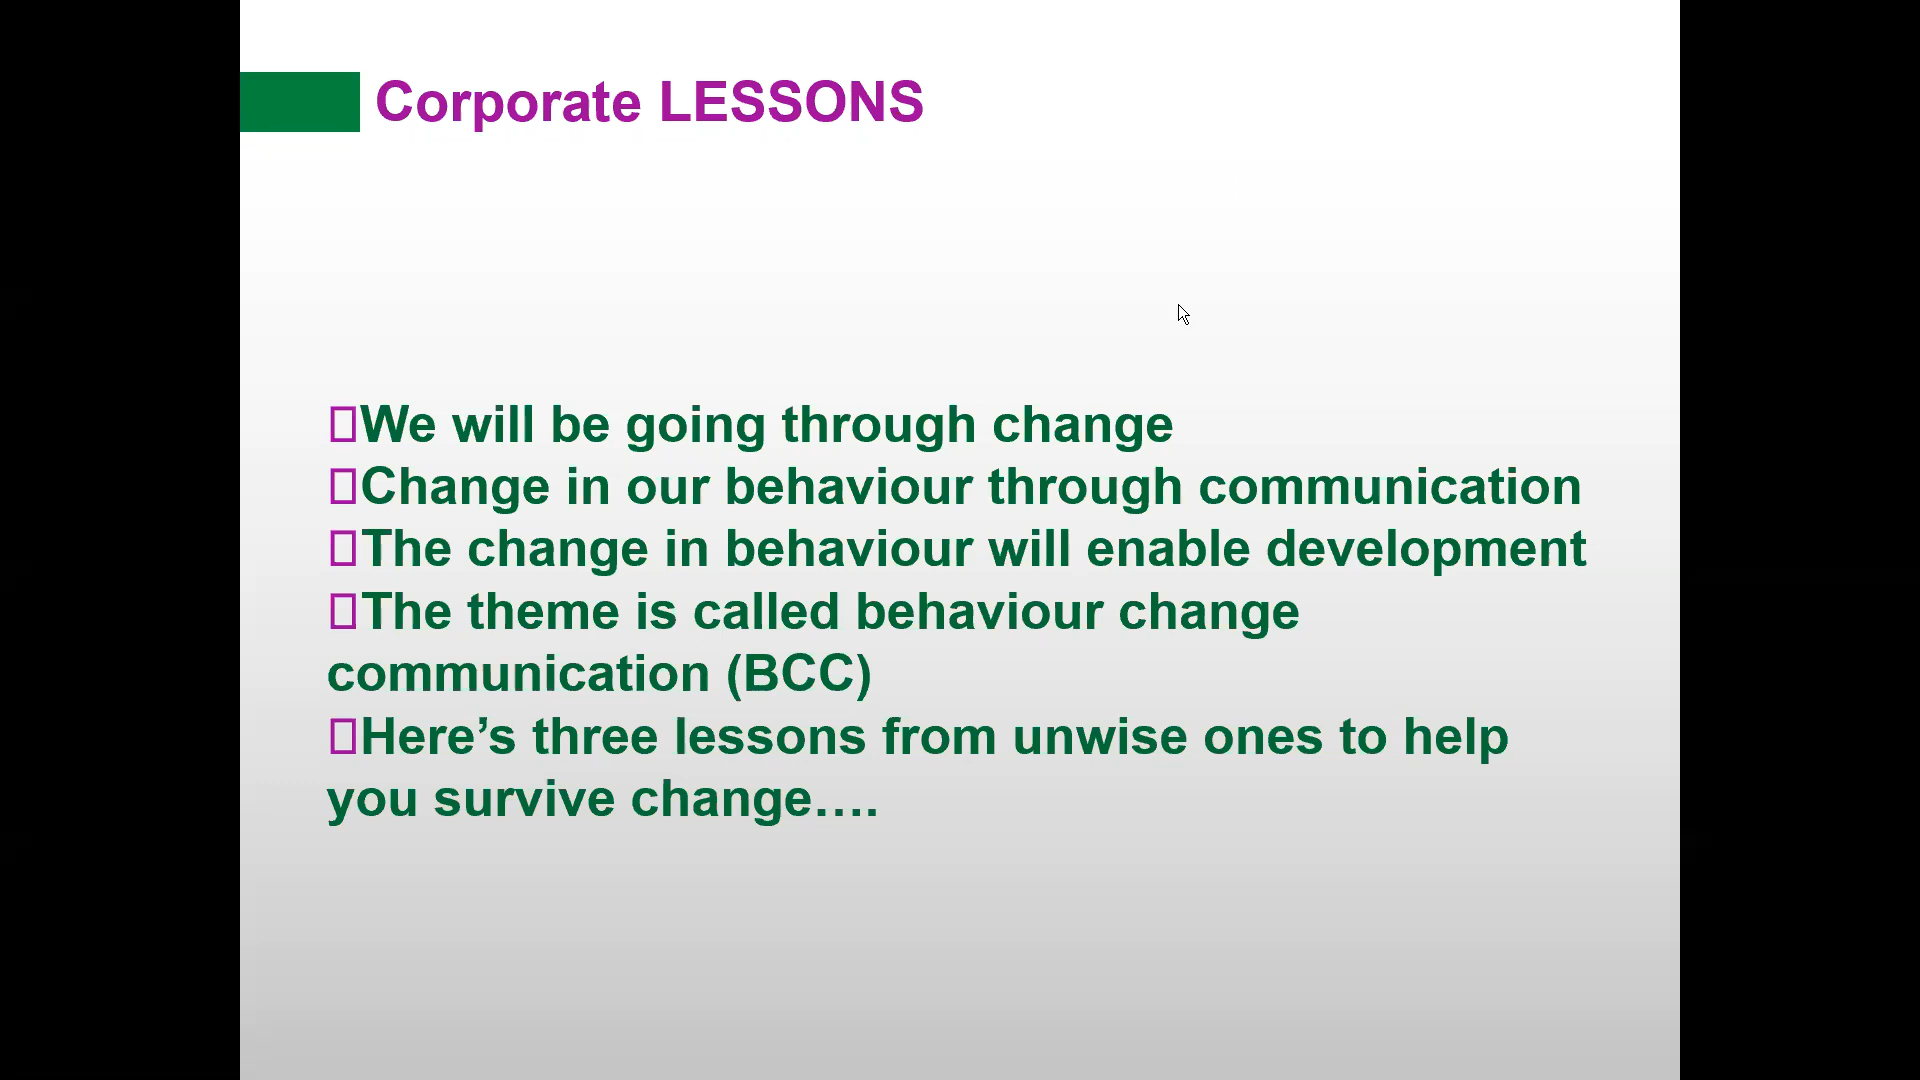 Corporate LESSONS
We will be going through change
Change in our behaviour through communication
The change in behaviour will enable development
The theme is called behaviour change
communication (BCC)
Here’s three lessons from unwise ones to help
you survive change….